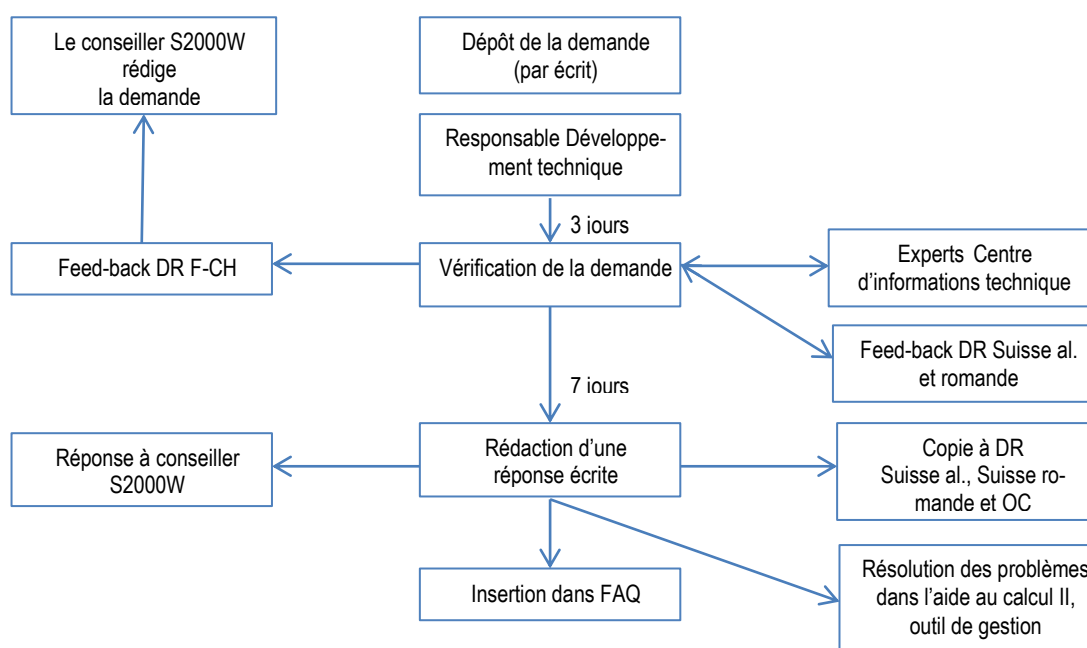 Le conseiller S2000W
rédige
la demande
Dépôt de la demande
(par écrit)
Responsable Développe-
ment technique
3 jours
Feed-back DR F-CH
Vérification de la demande
Experts Centre
d’informations technique
Feed-back DR Suisse al.
et romande
7 jours
Réponse à conseiller
S2000W
Rédaction d’une
réponse écrite
Copie à DR
Suisse al., Suisse ro-
mande et OC
Insertion dans FAQ
Résolution des problèmes
dans l’aide au calcul II,
outil de gestion